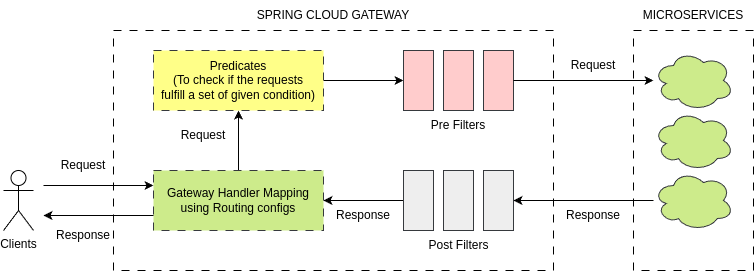 SPRING CLOUD GATEWAY
MICROSERVICES
Predicates
(To check if the requests
fulfill a set of given condition)
Request
Pre Filters
Request
Request
Gateway Handler Mapping
using Routing configs
Response
Response
Response
Post Filters
Clients